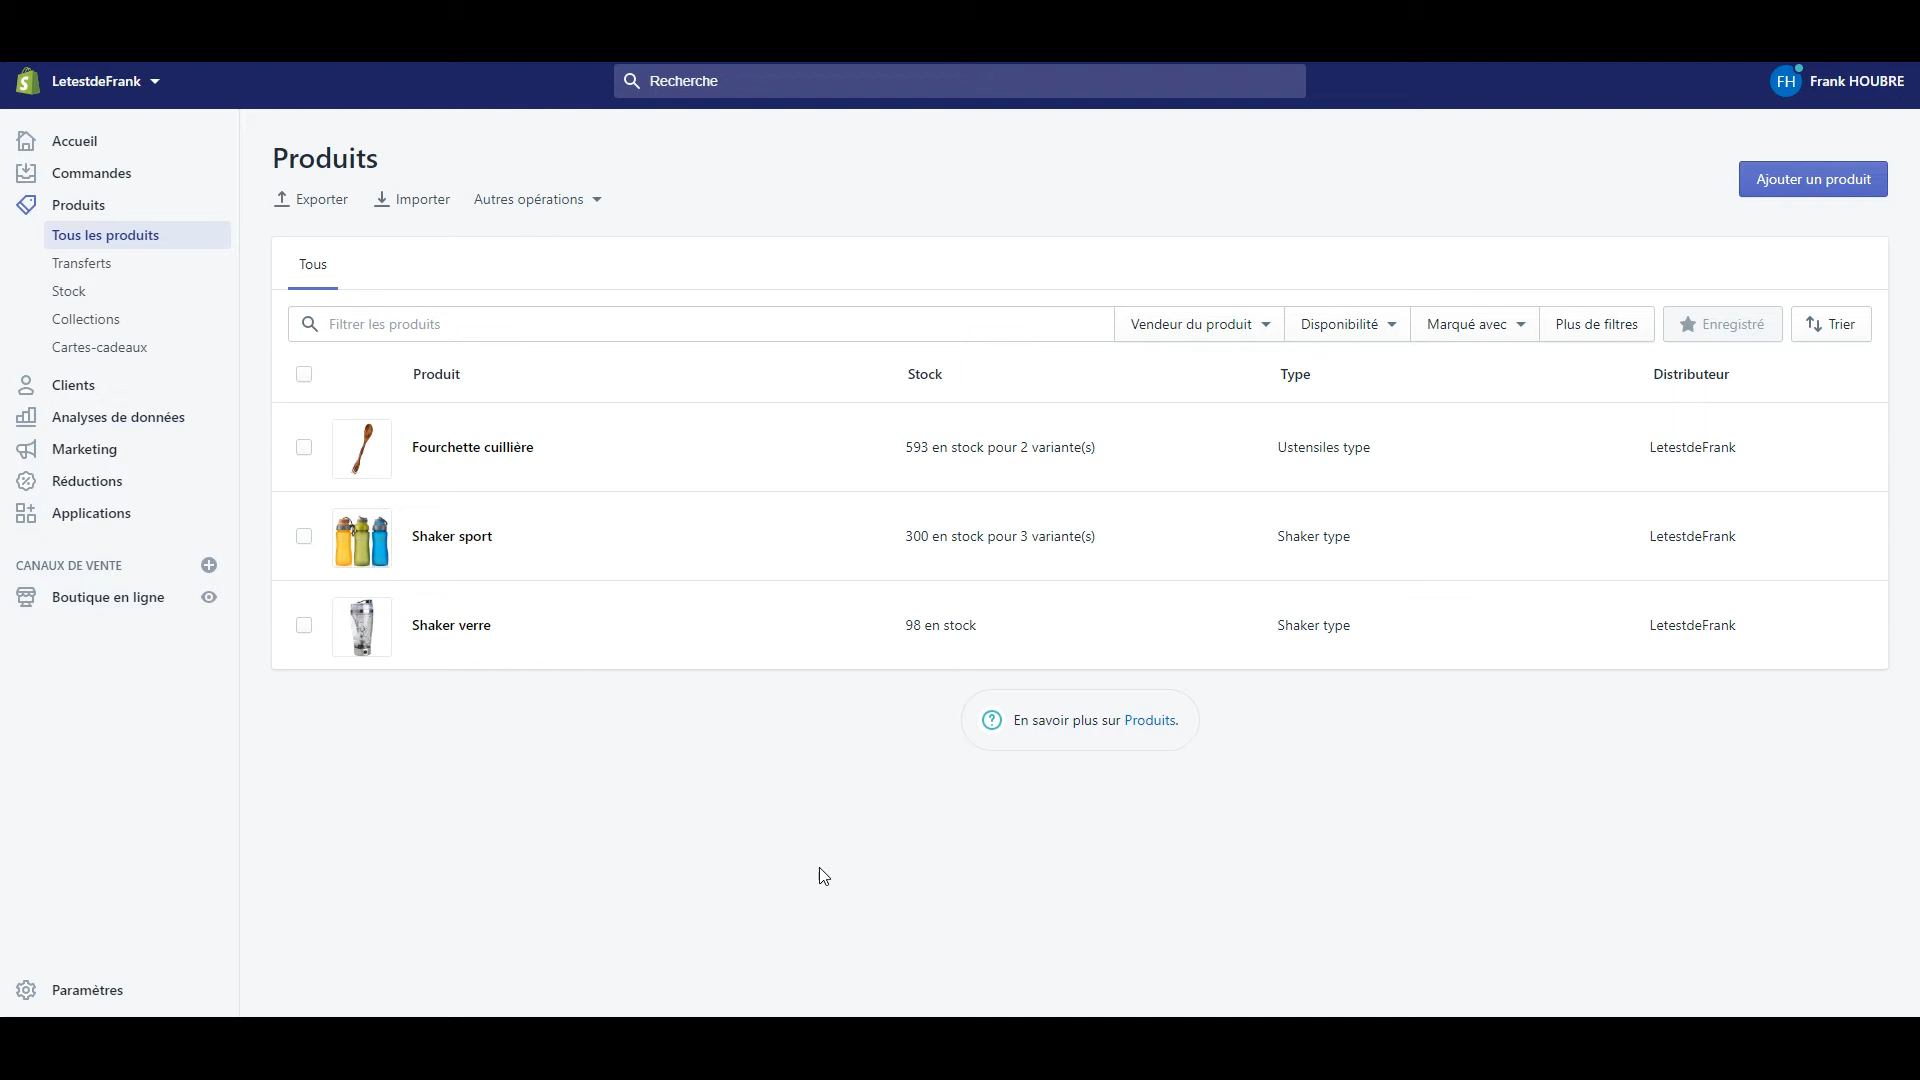 LetestdeFrank
Recherche
FH Frank HOUBRE
Accueil
Commandes
Produits
Tous les produits
Transferts
Stock
Collections
Cartes-cadeaux
Clients
Analyses de données
Marketing
Réductions
Applications
CANAUX DE VENTE
Boutique en ligne
Paramètres
Produits
Exporter Importer Autres opérations
Ajouter un produit
Tous
Filtrer les produits Vendeur du produit Disponibilité Marqué avec Plus de filtres Enregistré Trier
Produit Stock Type Distributeur
Fourchette cuillière 593 en stock pour 2 variante(s) Ustensiles type LetestdeFrank
Shaker sport 300 en stock pour 3 variante(s) Shaker type LetestdeFrank
Shaker verre 98 en stock Shaker type LetestdeFrank
En savoir plus sur Produits.